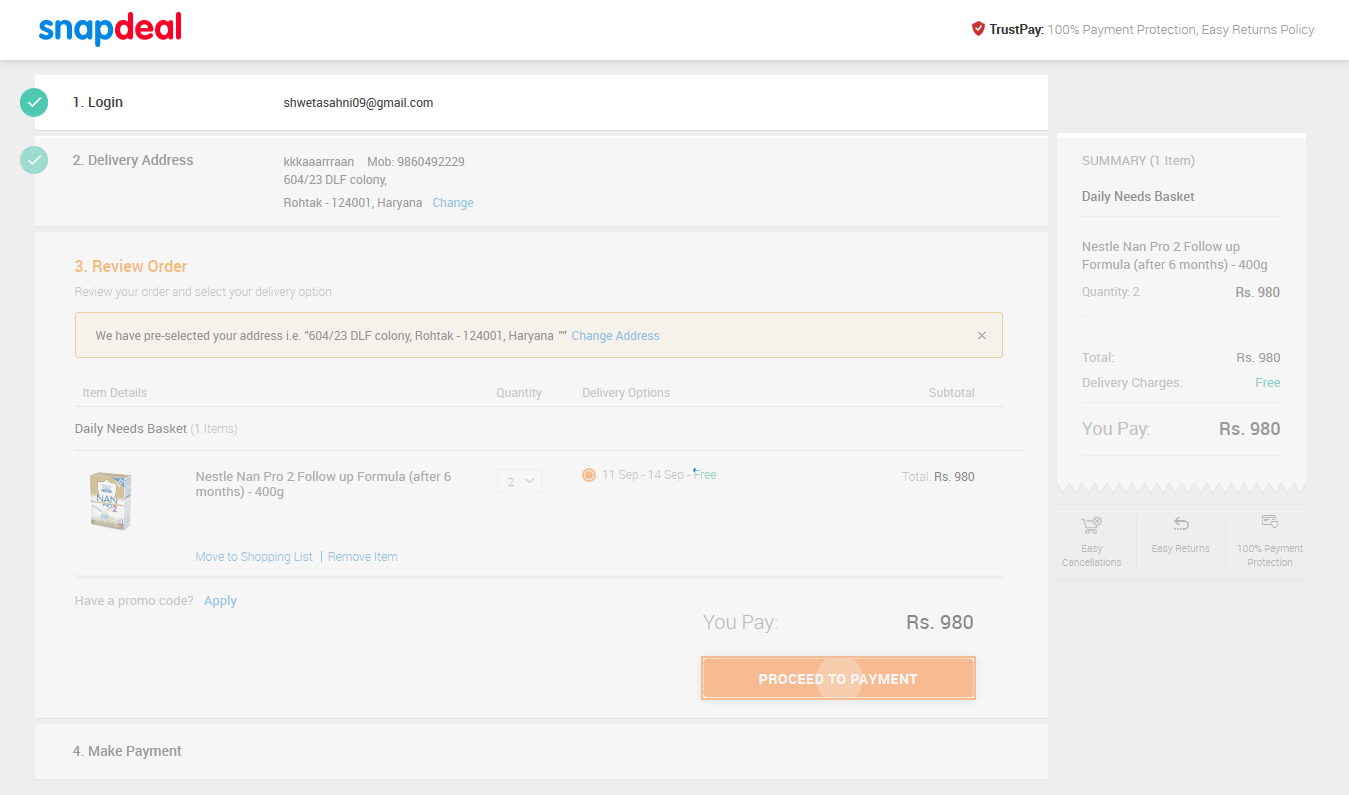 snapdeal
TrustPay: 100% Payment Protection, Easy Returns Policy
1. Login
shwetasahni09@gmail.com
2. Delivery Address
kkkaaarrraan Mob: 9860492229
604/23 DLF colony,
Rohtak - 124001, Haryana Change
3. Review Order
Review your order and select your delivery option
We have pre-selected your address i.e. "604/23 DLF colony, Rohtak - 124001, Haryana "" Change Address ×
Item Details Quantity Delivery Options Subtotal
Daily Needs Basket (1 Items)
Nestle Nan Pro 2 Follow up Formula (after 6
months) - 400g
2
11 Sep - 14 Sep - Free
Total: Rs. 980
NAN
PRO
2
Move to Shopping List | Remove Item
Have a promo code? Apply
You Pay: Rs. 980
PROCEED TO PAYMENT
4. Make Payment
SUMMARY (1 Item)
Daily Needs Basket
Nestle Nan Pro 2 Follow up
Formula (after 6 months) - 400g
Quantity: 2 Rs. 980
Total: Rs. 980
Delivery Charges: Free
You Pay: Rs. 980
Easy
Cancellations
Easy Returns
100% Payment
Protection